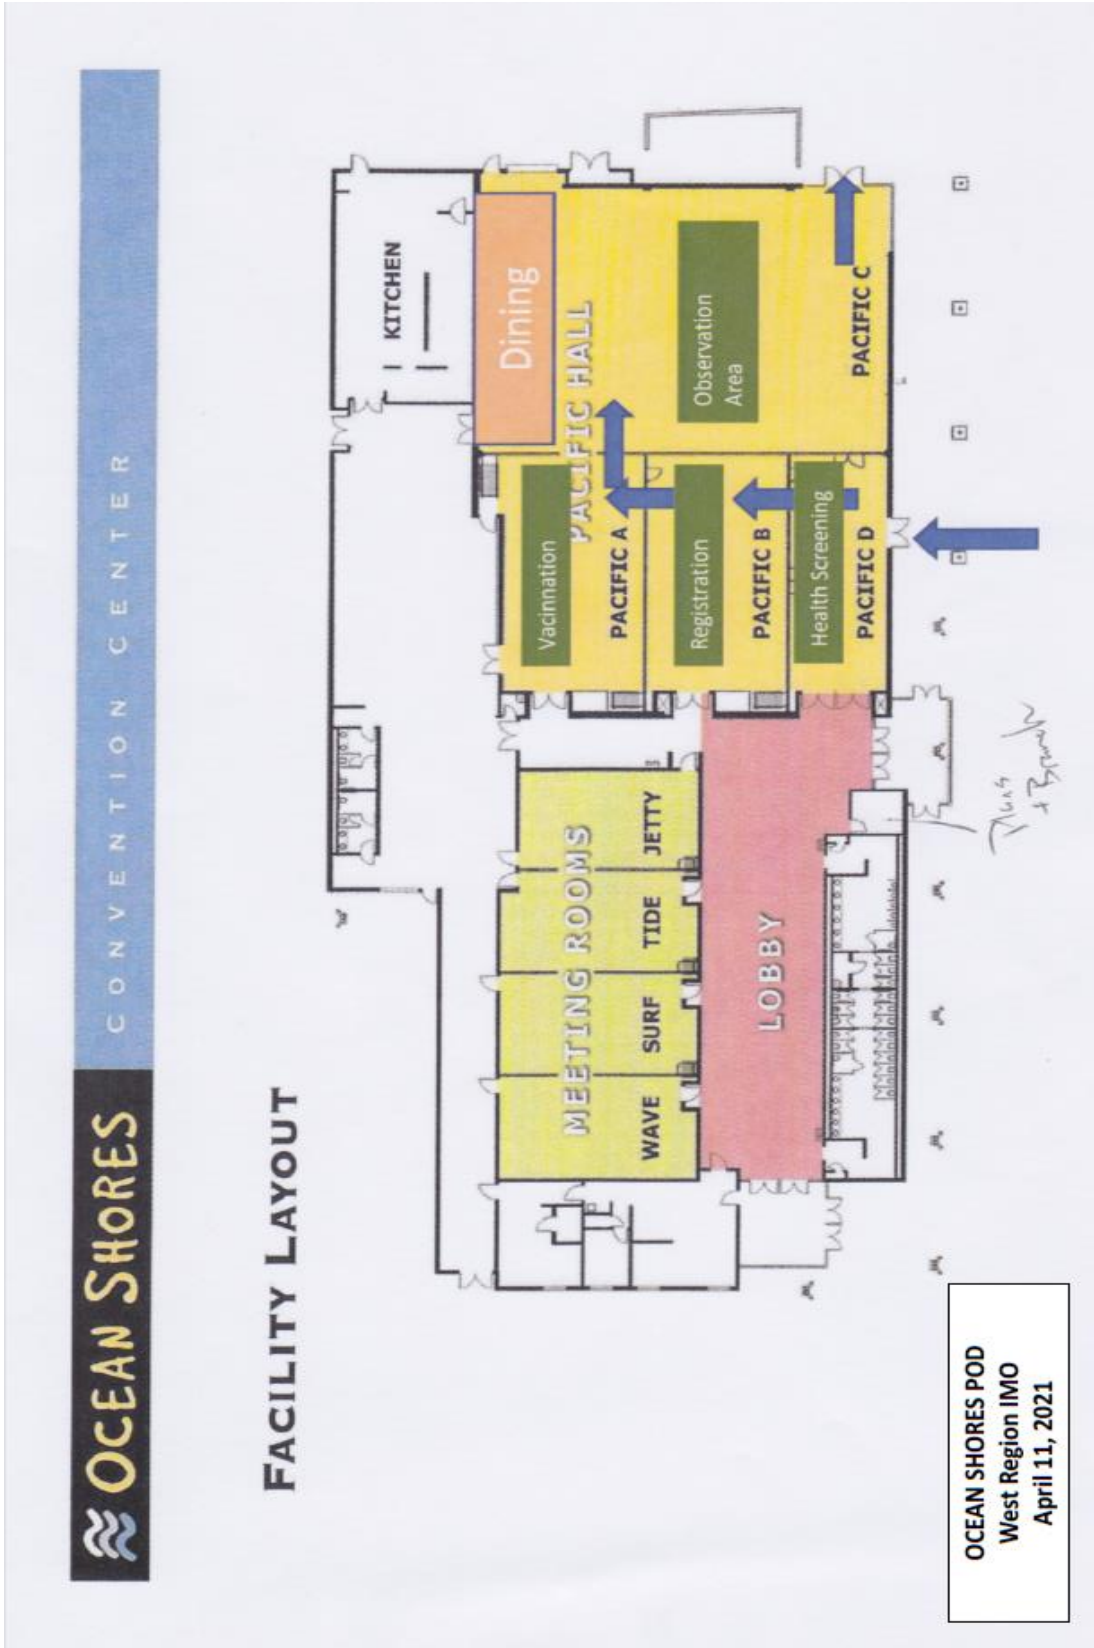 OCEAN SHORES
CONVENTION CENTER
FACILITY LAYOUT
KITCHEN
Dining
PACIFIC HALL
Vacinnation
PACIFIC A
Registration
PACIFIC B
Health Screening
PACIFIC D
Observation
Area
PACIFIC C
MEETING ROOMS
WAVE
SURF
TIDE
JETTY
LOBBY
OCEAN SHORES POD
West Region IMO
April 11, 2021